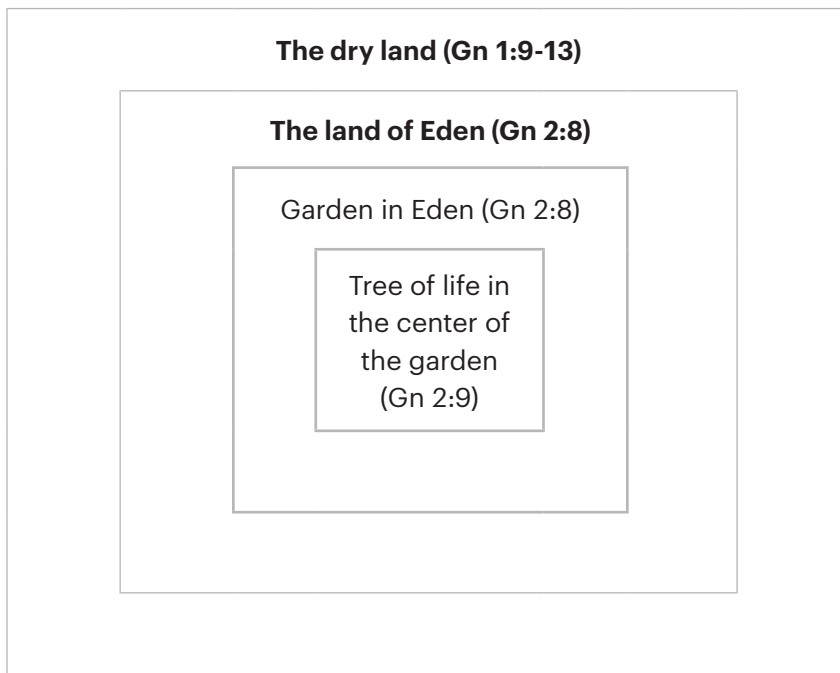 The dry land (Gn 1:9-13)
The land of Eden (Gn 2:8)
Garden in Eden (Gn 2:8)
Tree of life in
the center of
the garden
(Gn 2:9)